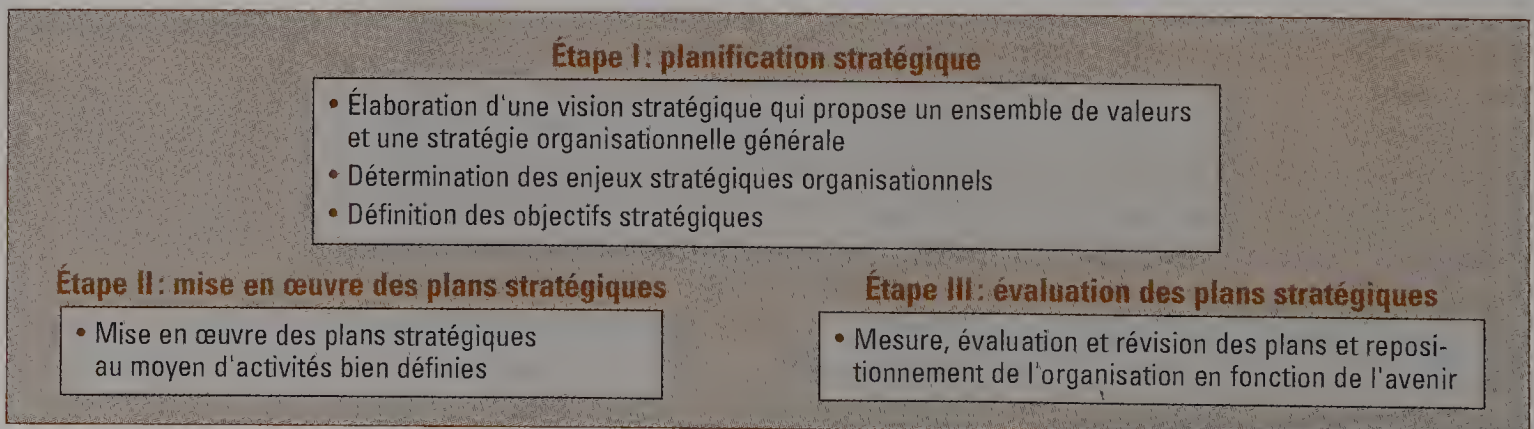 Étape I : planification stratégique
• Élaboration d'une vision stratégique qui propose un ensemble de valeurs
et une stratégie organisationnelle générale
• Détermination des enjeux stratégiques organisationnels
• Définition des objectifs stratégiques
Étape II : mise en œuvre des plans stratégiques
• Mise en œuvre des plans stratégiques
au moyen d'activités bien définies
Étape III : évaluation des plans stratégiques
• Mesure, évaluation et révision des plans et reposi-
tionnement de l'organisation en fonction de l'avenir